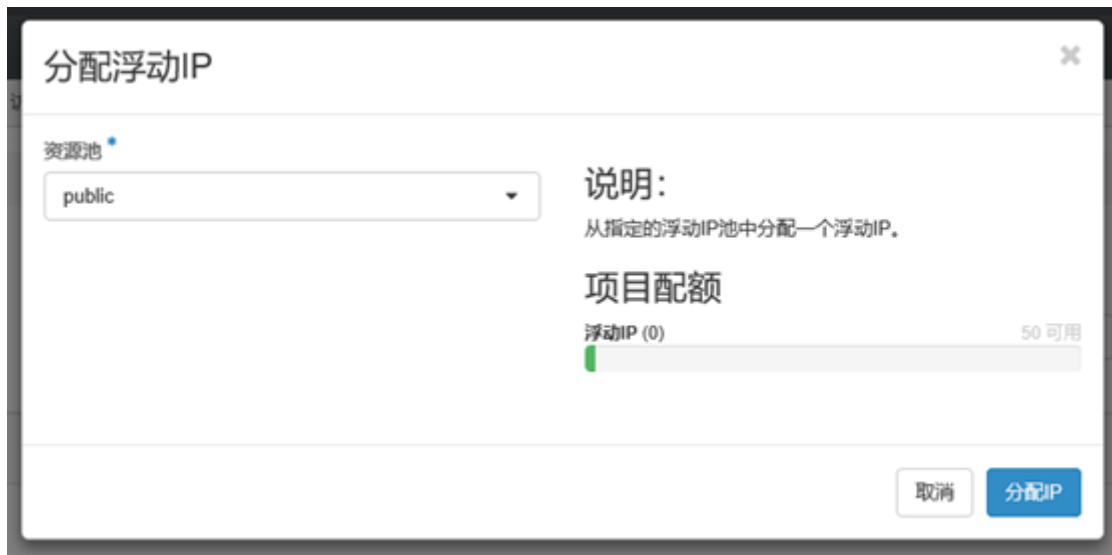 分配浮动IP
资源池
public
说明：
从指定的浮动IP池中分配一个浮动IP。
项目配额
浮动IP (0)
50 可用
取消
分配IP